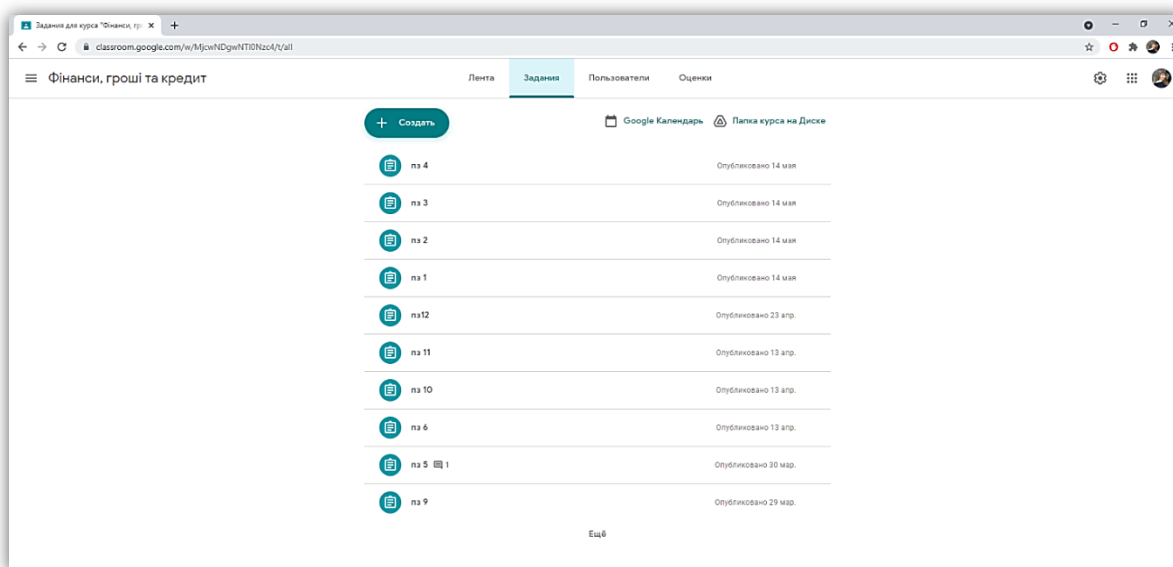 Задания для курса "Фінанси, гро
classroom.google.com/w/MjcwNDgwNTI0Nzc4/t/all
Фінанси, гроші та кредит
Лента Задания Пользователи Оценки
Создать Google Календарь Папка курса на Диске
пз 4 Опубликовано 14 мая
пз 3 Опубликовано 14 мая
пз 2 Опубликовано 14 мая
пз 1 Опубликовано 14 мая
пз12 Опубликовано 23 апр.
пз 11 Опубликовано 13 апр.
пз 10 Опубликовано 13 апр.
пз 6 Опубликовано 13 апр.
пз 5 1 Опубликовано 30 мар.
пз 9 Опубликовано 29 мар.
Ещё